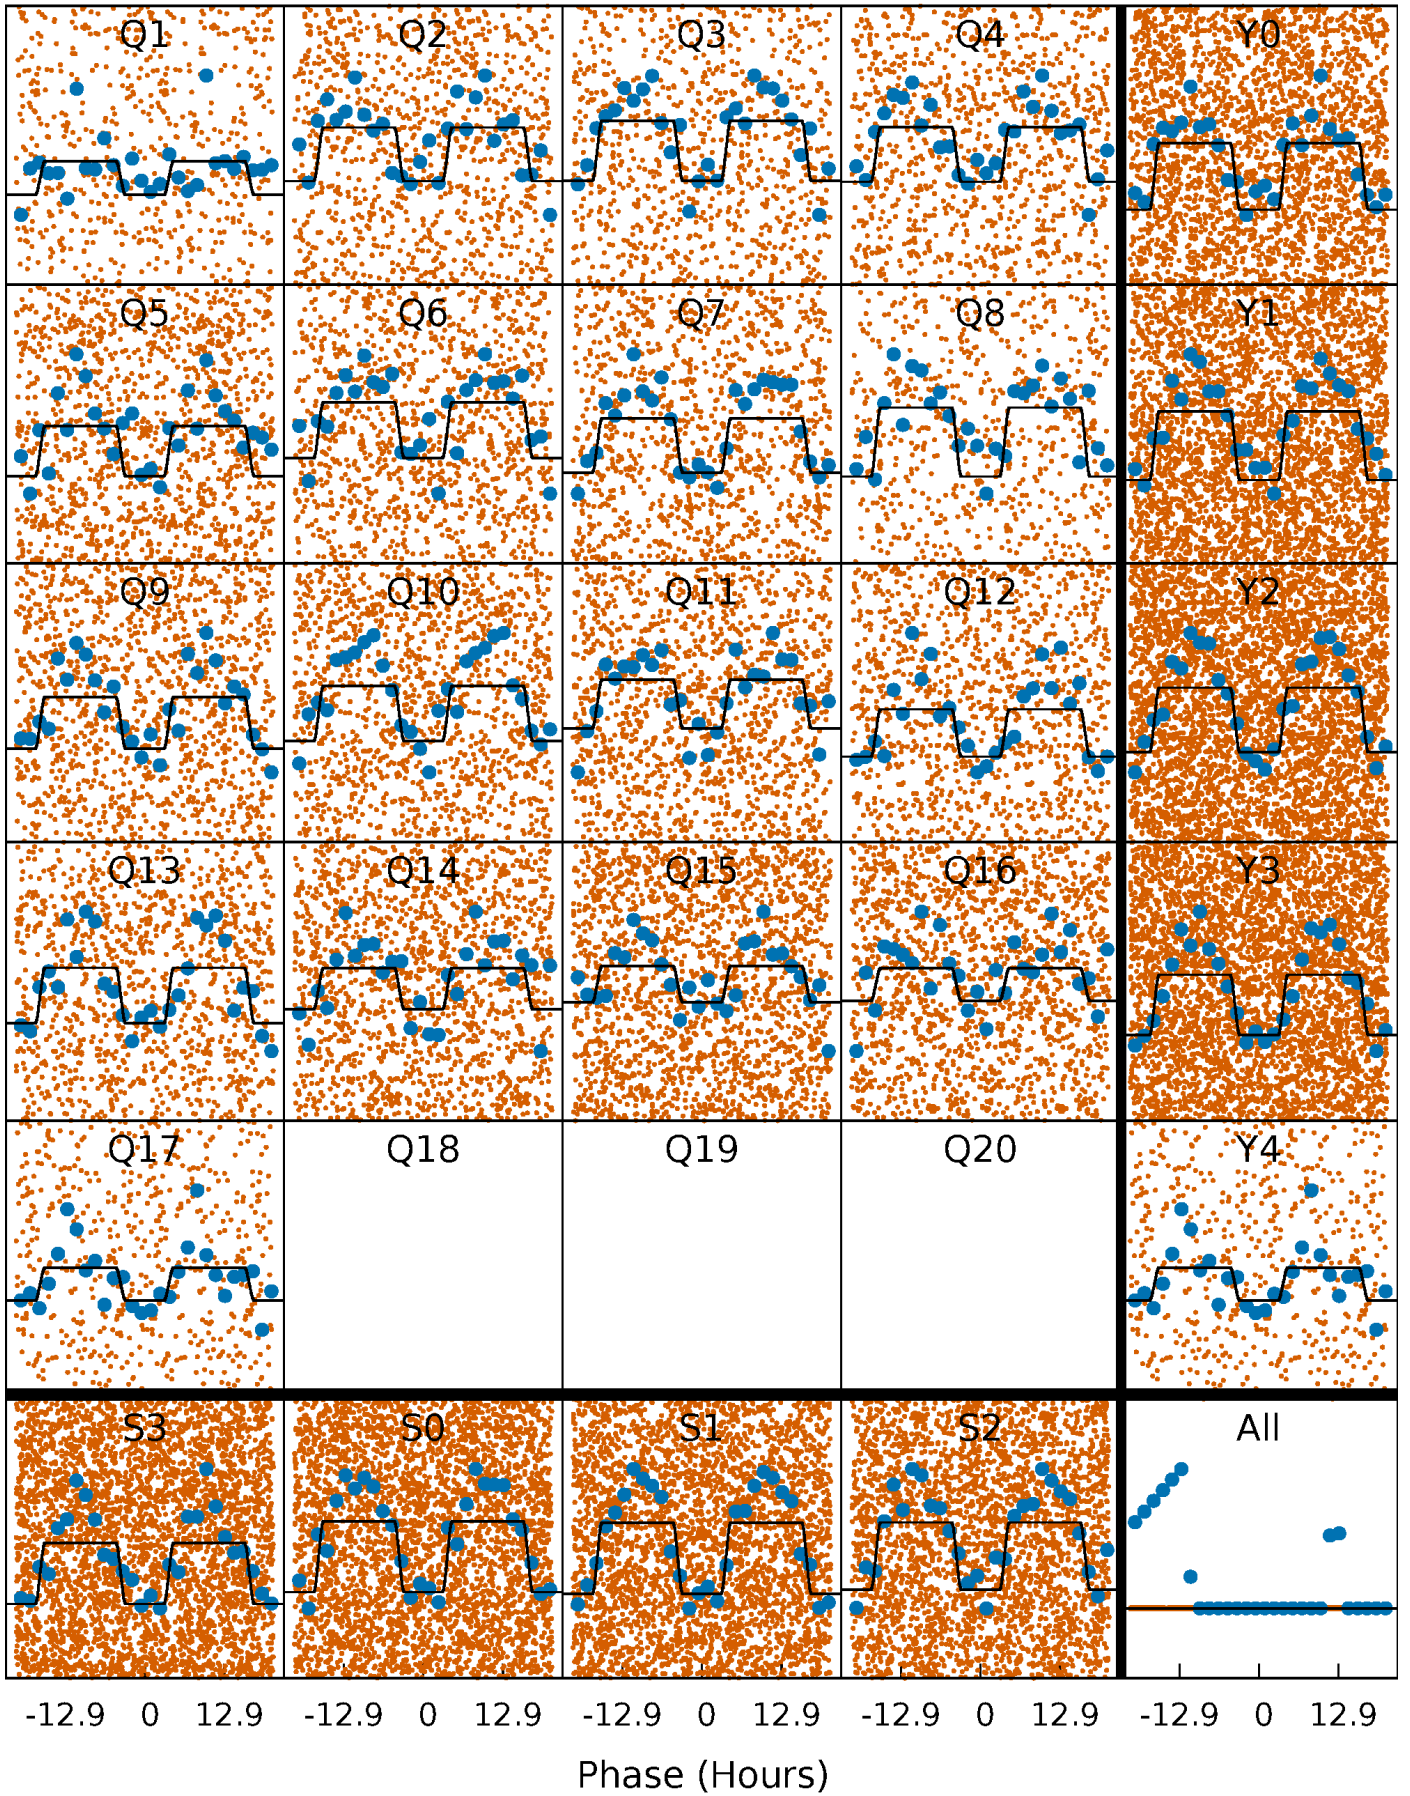 Q1 Q2 Q3 Q4 Y0
Q5 Q6 Q7 Q8 Y1
Q9 Q10 Q11 Q12 Y2
Q13 Q14 Q15 Q16 Y3
Q17 Q18 Q19 Q20 Y4
S3 S0 S1 S2 All
-12.9 0 12.9 -12.9 0 12.9 -12.9 0 12.9 -12.9 0 12.9 -12.9 0 12.9
Phase (Hours)